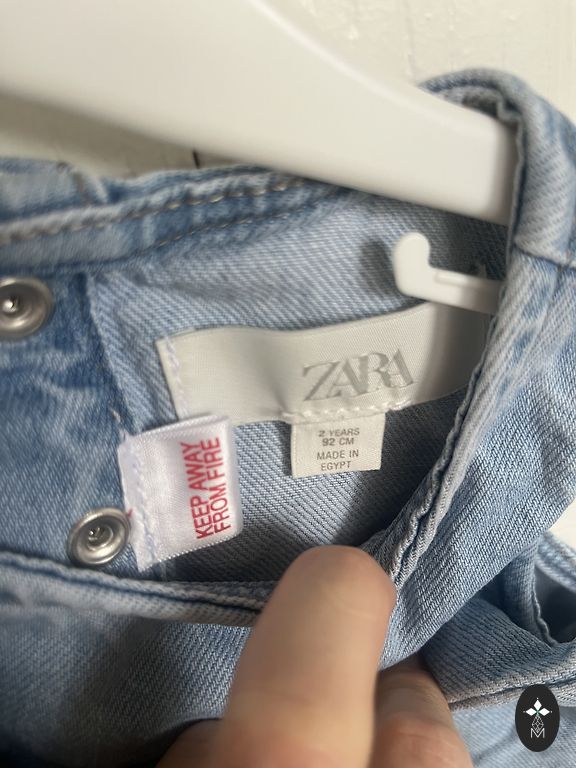 ZARA
2 YEARS
92 CM
MADE IN
EGYPT
KEEP AWAY
FROM FIRE
M